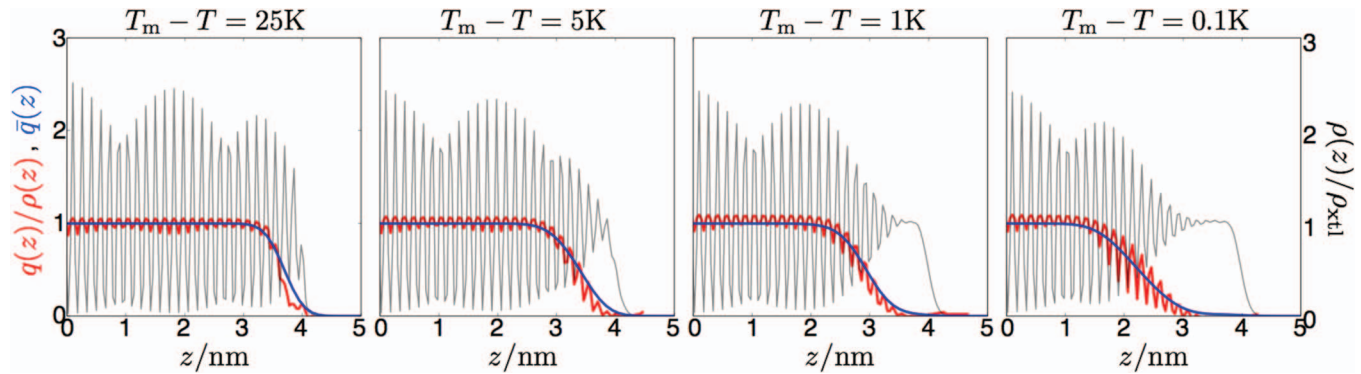 T_m − T = 25K
T_m − T = 5K
T_m − T = 1K
T_m − T = 0.1K
q(z)/ρ(z) , q̄(z)
3
2
1
0
0 1 2 3 4 5
0 1 2 3 4 5
0 1 2 3 4 5
0 1 2 3 4 5
z/nm
z/nm
z/nm
z/nm
3
2
1
0
ρ(z)/ρ_xtl